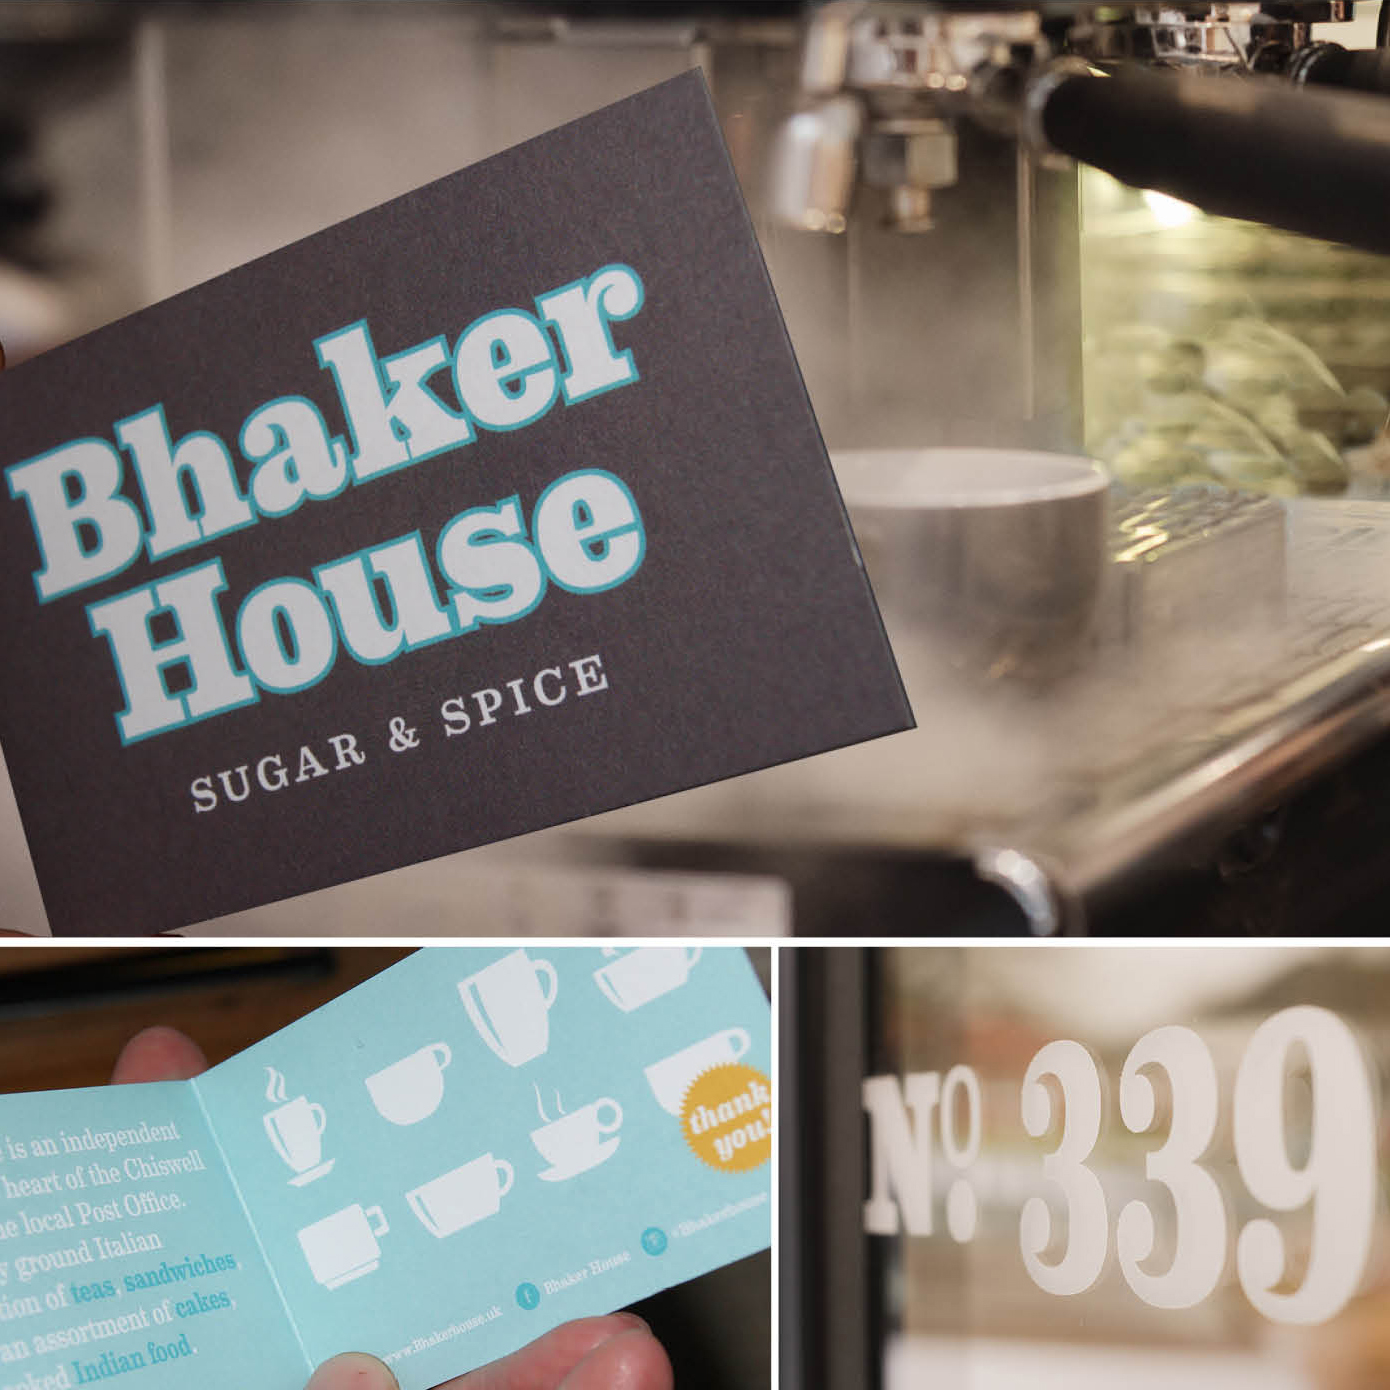 Bhaker
House
SUGAR & SPICE
is an independent
heart of the Chiswell
local Post Office.
ground Italian
of teas, sandwiches,
an assortment of cakes,
Indian food.
thank
you!
www.Bhakerhouse.uk
Bhaker House
@Bhakerhouse
Nº 339